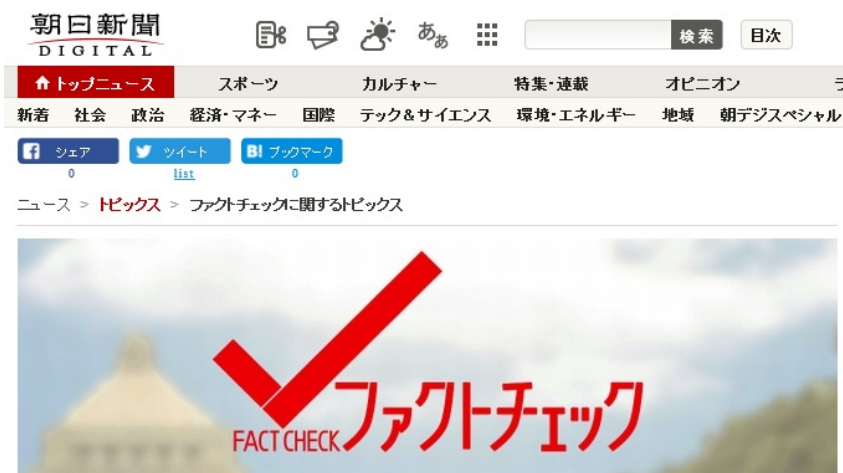 朝日新聞
DIGITAL
あぁ
検索
目次
トップニュース スポーツ カルチャー 特集・連載 オピニオン
新着 社会 政治 経済・マネー 国際 テック&サイエンス 環境・エネルギー 地域 朝デジスペシャル
シェア ツイート B! ブックマーク
0 list 0
ニュース > トピックス > ファクトチェックに関するトピックス
FACT CHECK ファクトチェック